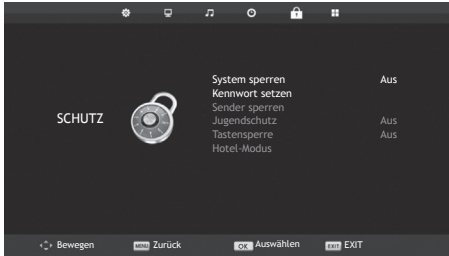 System sperren Aus
Kennwort setzen
Sender sperren
SCHUTZ
Jugendschutz Aus
Tastensperre Aus
Hotel-Modus
Bewegen MENU Zurück OK Auswählen EXIT EXIT